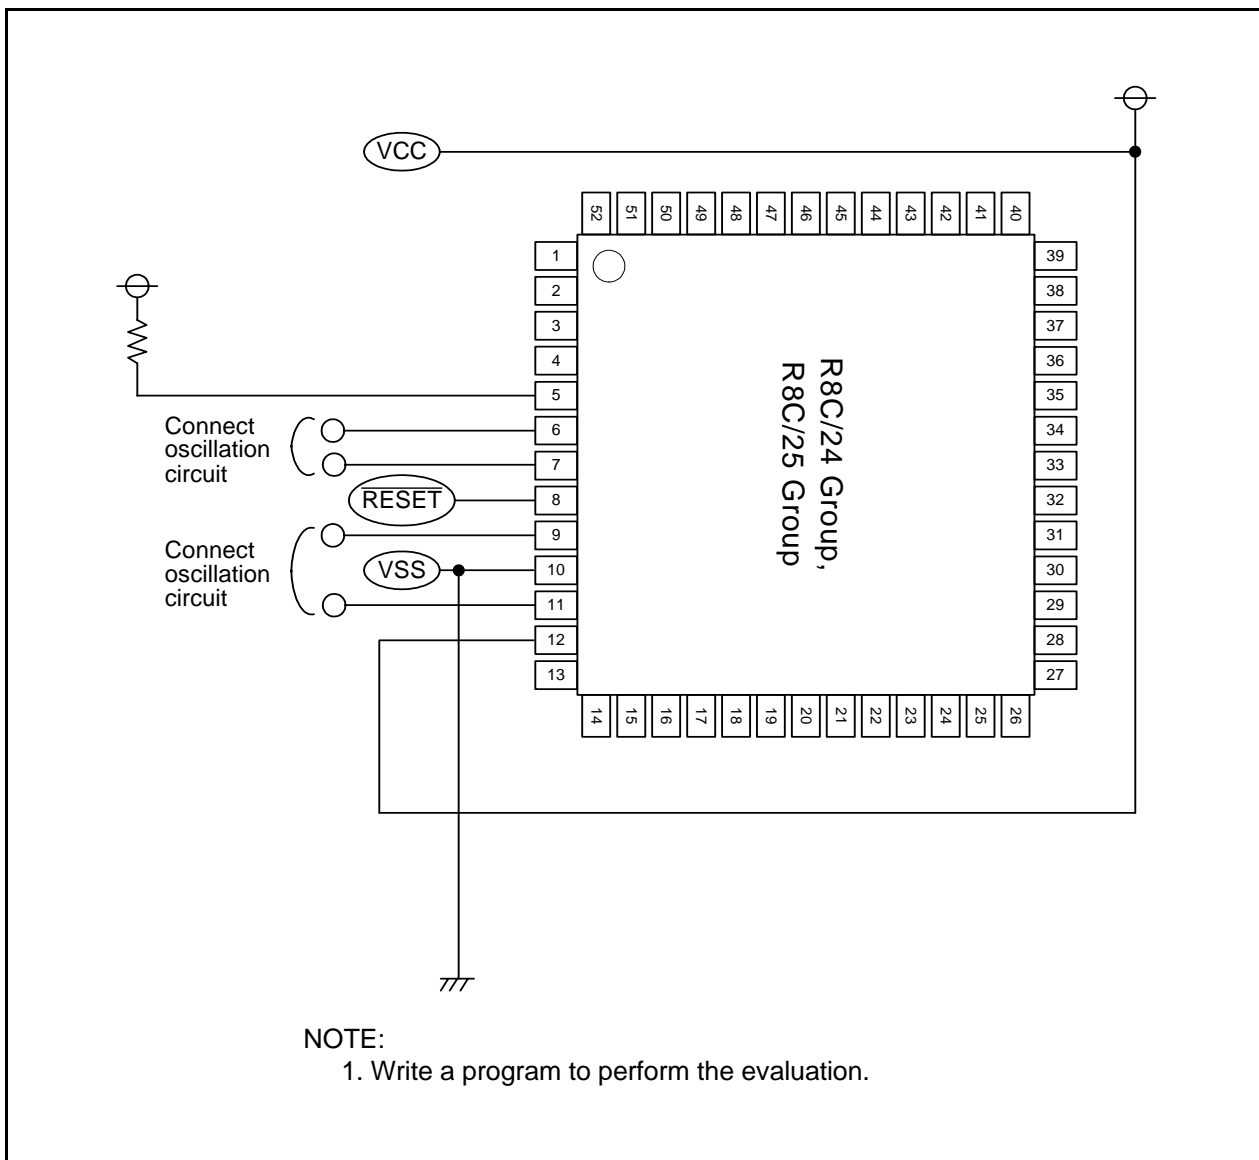 VCC
52 51 50 49 48 47 46 45 44 43 42 41 40
1
2
3
4
5
6
7
8
9
10
11
12
13
39
38
37
36
35
34
33
32
31
30
29
28
27
14 15 16 17 18 19 20 21 22 23 24 25 26
R8C/24 Group,
R8C/25 Group
Connect
oscillation
circuit
RESET
Connect
oscillation
circuit
VSS
NOTE:
1. Write a program to perform the evaluation.